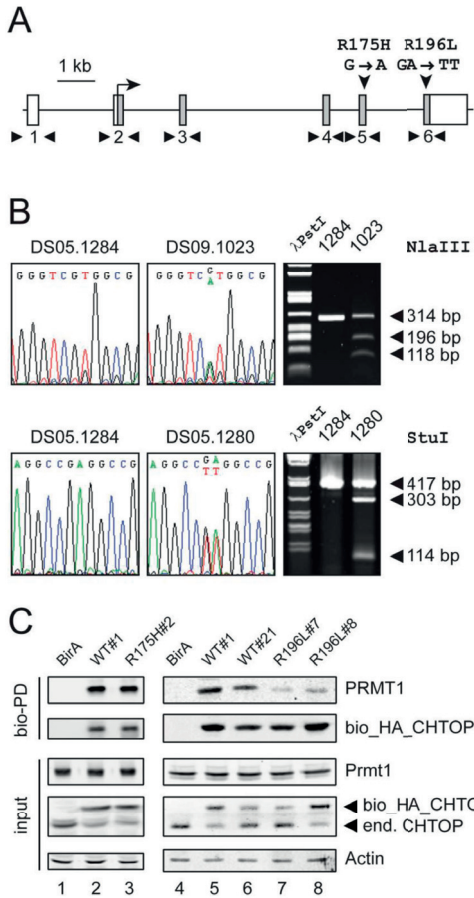 A
1 kb
R175H R196L
G→A GA→TT
1 2 3 4 5 6
B
DS05.1284 DS09.1023 λPstI 1284 1023 NlaIII
GGGTCGTGGCG GGGTCGTGGCG
A
314 bp
196 bp
118 bp
DS05.1284 DS05.1280 λPstI 1284 1280 StuI
AGGCCGAGGCCG AGGCCGAGGCCG
TT
417 bp
303 bp
114 bp
C
BirA WT#1 R175H#2 BirA WT#1 WT#21 R196L#7 R196L#8
bio-PD
PRMT1
bio_HA_CHTOP
input
Prmt1
bio_HA_CHTO
end. CHTOP
Actin
1 2 3 4 5 6 7 8